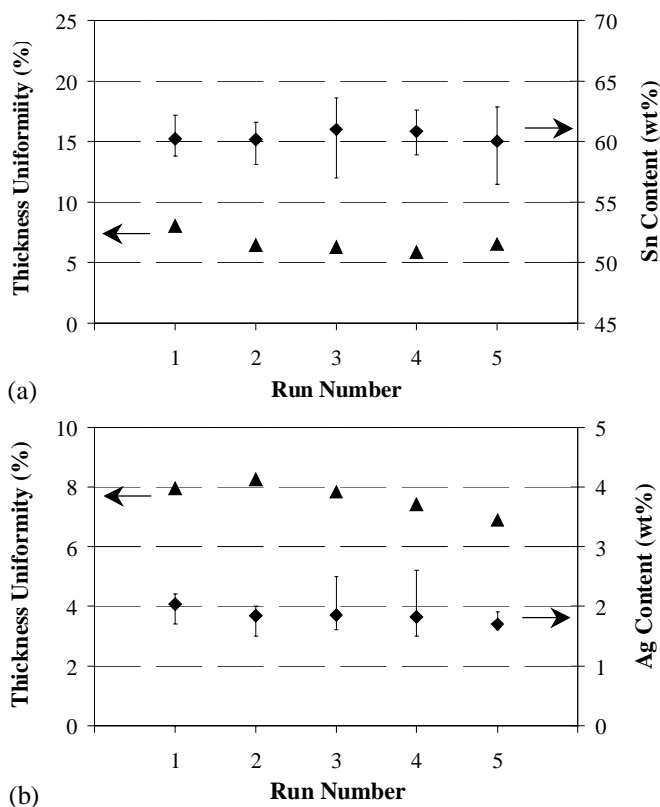 25
20
15
10
5
0
Thickness Uniformiity (%)
70
65
60
55
50
45
Sn Content (wt%)
1 2 3 4 5
Run Number
(a)
10
8
6
4
2
0
Thickness Uniformity (%)
5
4
3
2
1
0
Ag Content (wt%)
1 2 3 4 5
Run Number
(b)